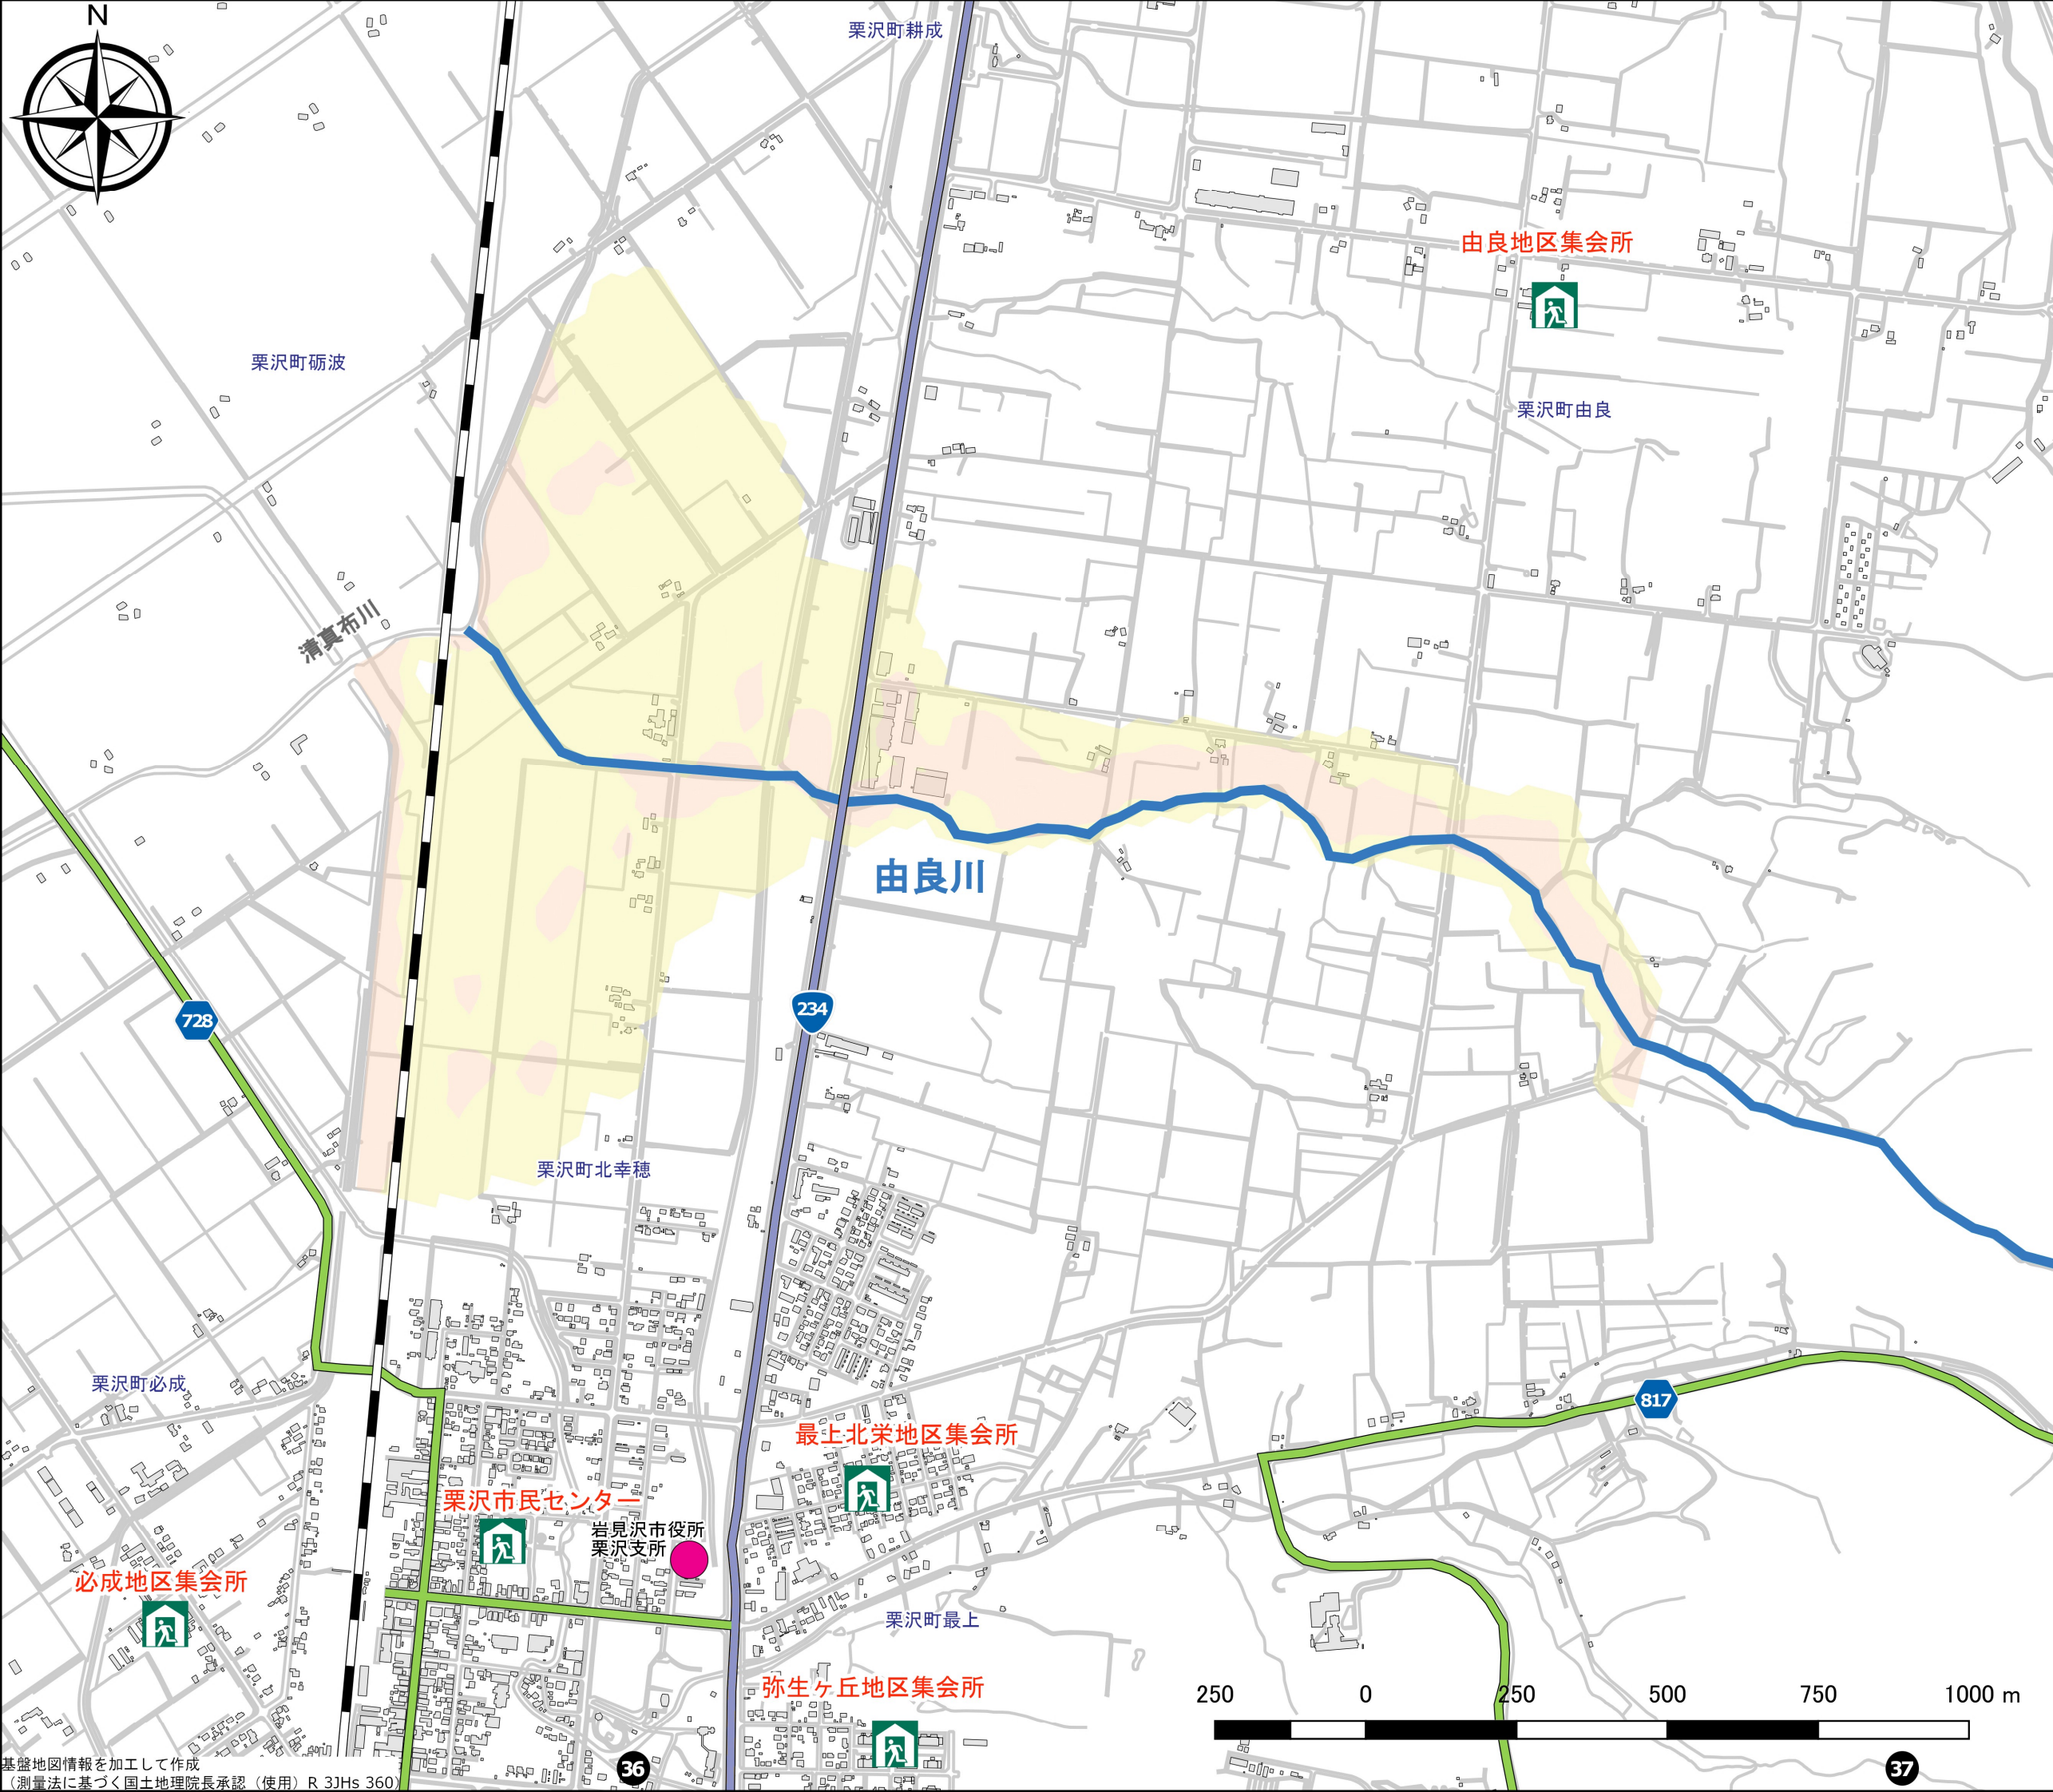 N
栗沢町耕成
由良地区集会所
栗沢町砺波
栗沢町由良
清真布川
由良川
728
234
栗沢町北幸穂
栗沢町必成
817
最上北栄地区集会所
栗沢市民センター
岩見沢市役所
栗沢支所
必成地区集会所
栗沢町最上
弥生ヶ丘地区集会所
250 0 250 500 750 1000 m
基盤地図情報を加工して作成
(測量法に基づく国土地理院長承認(使用)R 3JHs 360)
36
37